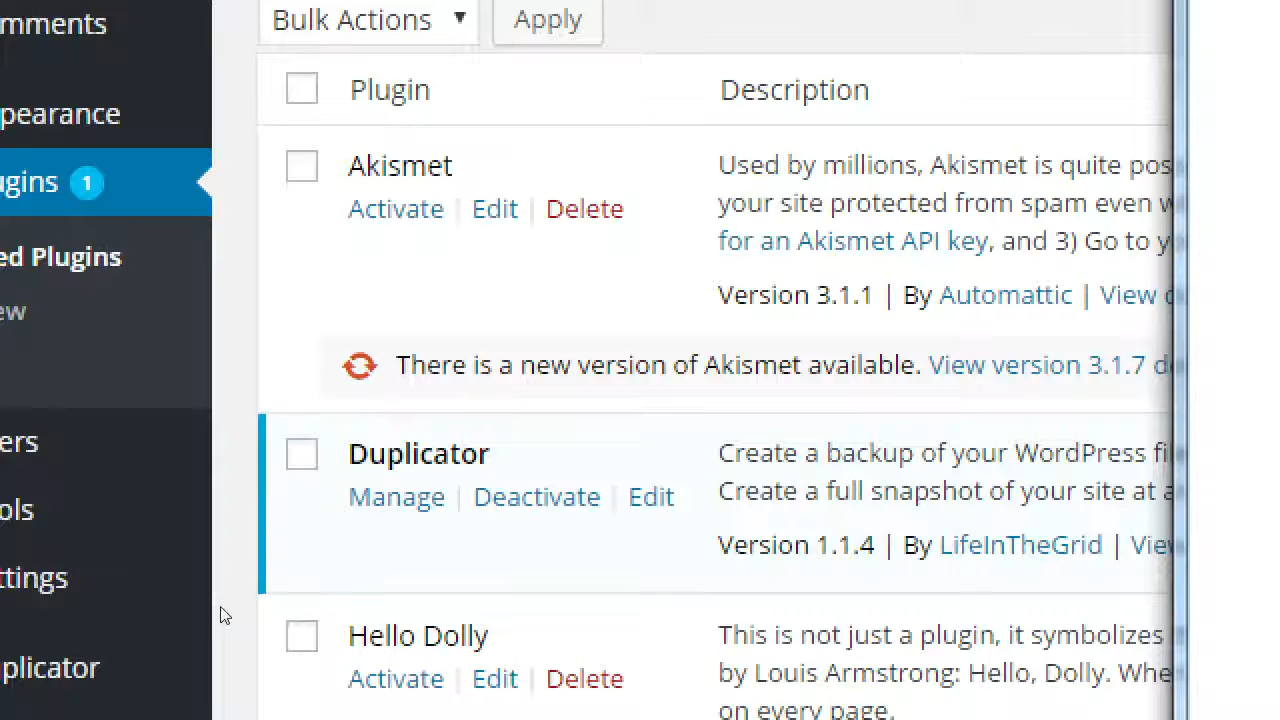 mments
pearance
ugins 1
ed Plugins
ew
ers
ols
ttings
plicator
Bulk Actions ▼ Apply
Plugin Description
Akismet
Activate | Edit | Delete
Used by millions, Akismet is quite pos
your site protected from spam even w
for an Akismet API key, and 3) Go to y
Version 3.1.1 | By Automattic | View d
There is a new version of Akismet available. View version 3.1.7 d
Duplicator
Manage | Deactivate | Edit
Create a backup of your WordPress fi
Create a full snapshot of your site at a
Version 1.1.4 | By LifeInTheGrid | View
Hello Dolly
Activate | Edit | Delete
This is not just a plugin, it symbolizes
by Louis Armstrong: Hello, Dolly. Whe
on every page.